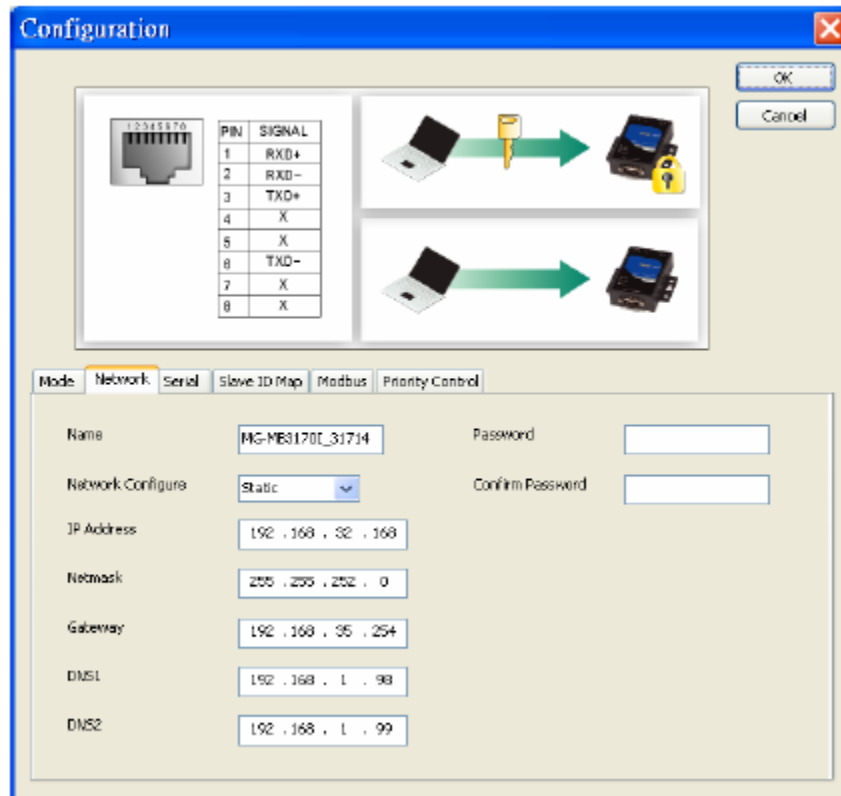 Configuration
OK
Cancel
12345678
PIN SIGNAL
1 RXD+
2 RXD-
3 TXD+
4 X
5 X
6 TXD-
7 X
8 X
Mode Network Serial Slave ID Map Modbus Priority Control
Name MG-MB3170I_31714 Password
Network Configure Static Confirm Password
IP Address 192 . 168 . 32 . 168
Netmask 255 . 255 . 252 . 0
Gateway 192 . 168 . 35 . 254
DNS1 192 . 168 . 1 . 98
DNS2 192 . 168 . 1 . 99